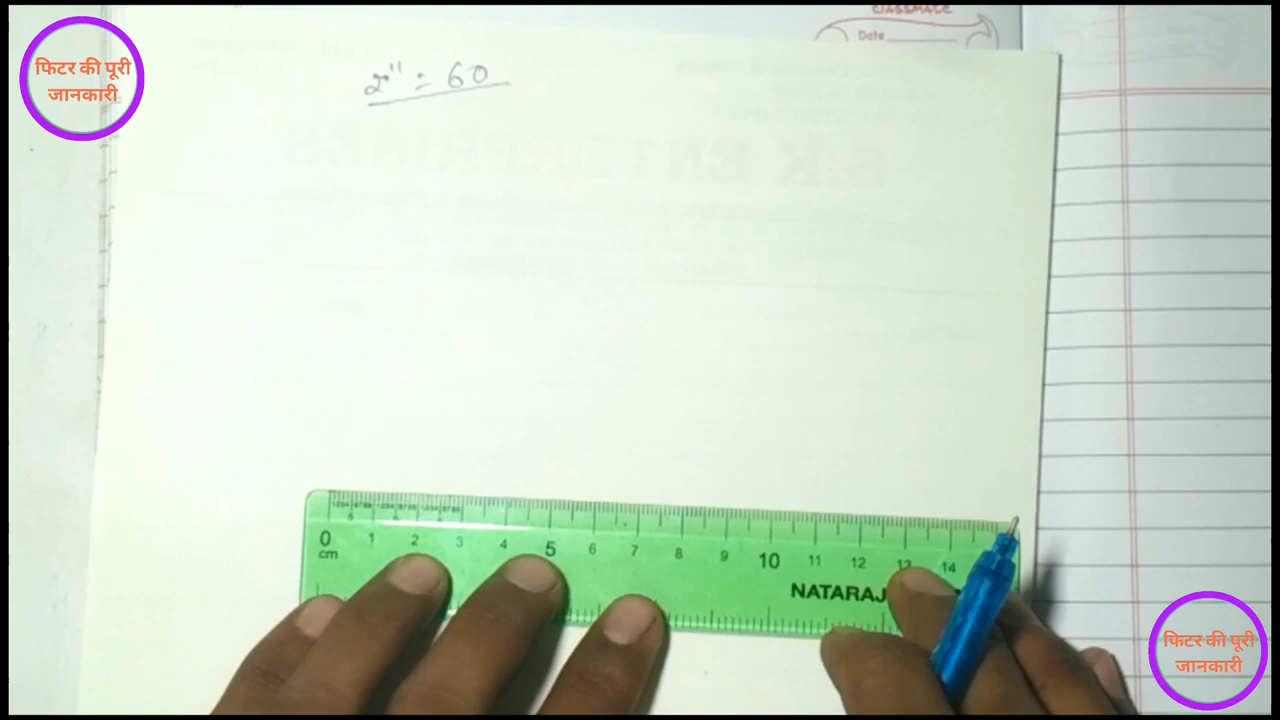 फिटर की पूरी
जानकारी
CLASSMATE
Date
2" = 60
0 1 2 3 4 5 6 7 8 9 10 11 12 13 14
cm
NATARAJ
फिटर की पूरी
जानकारी